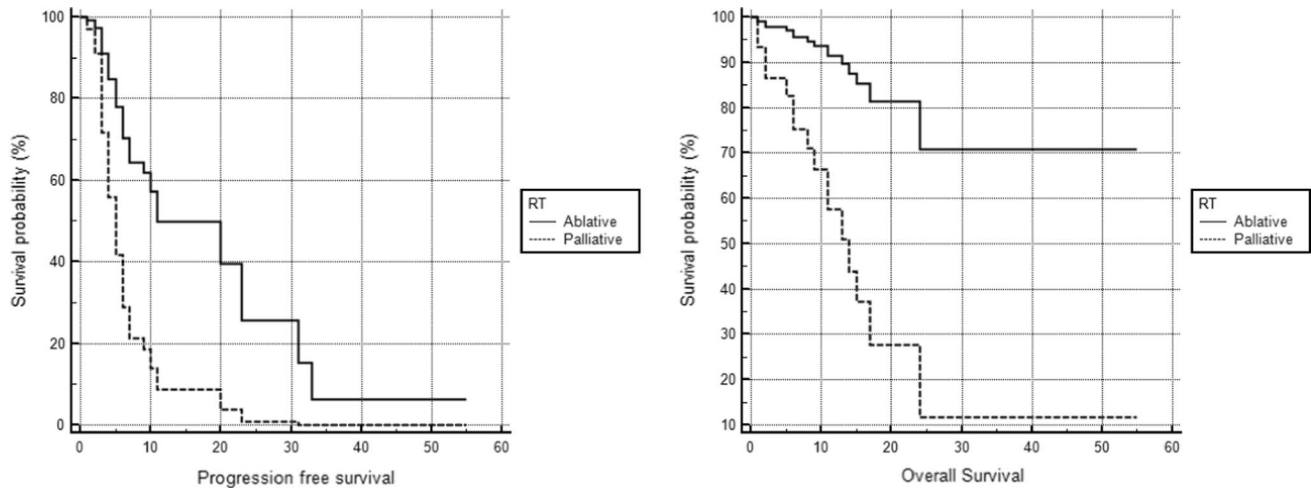 Survival probability (%)
100
80
60
40
20
0
0 10 20 30 40 50 60
Progression free survival
RT
Ablative
Palliative
Survival probability (%)
100
90
80
70
60
50
40
30
20
10
0 10 20 30 40 50 60
Overall Survival
RT
Ablative
Palliative